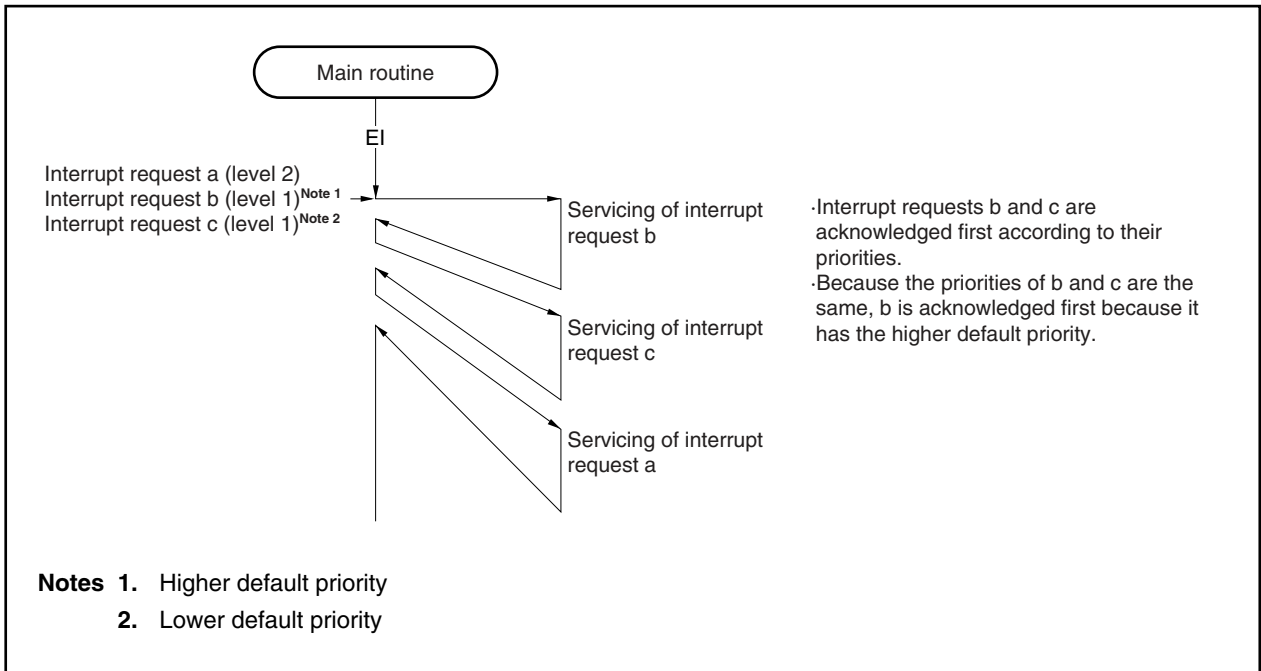 Main routine
EI
Interrupt request a (level 2)
Interrupt request b (level 1)Note 1
Interrupt request c (level 1)Note 2
Servicing of interrupt
request b
·Interrupt requests b and c are
acknowledged first according to their
priorities.
·Because the priorities of b and c are the
same, b is acknowledged first because it
has the higher default priority.
Servicing of interrupt
request c
Servicing of interrupt
request a
Notes 1. Higher default priority
2. Lower default priority